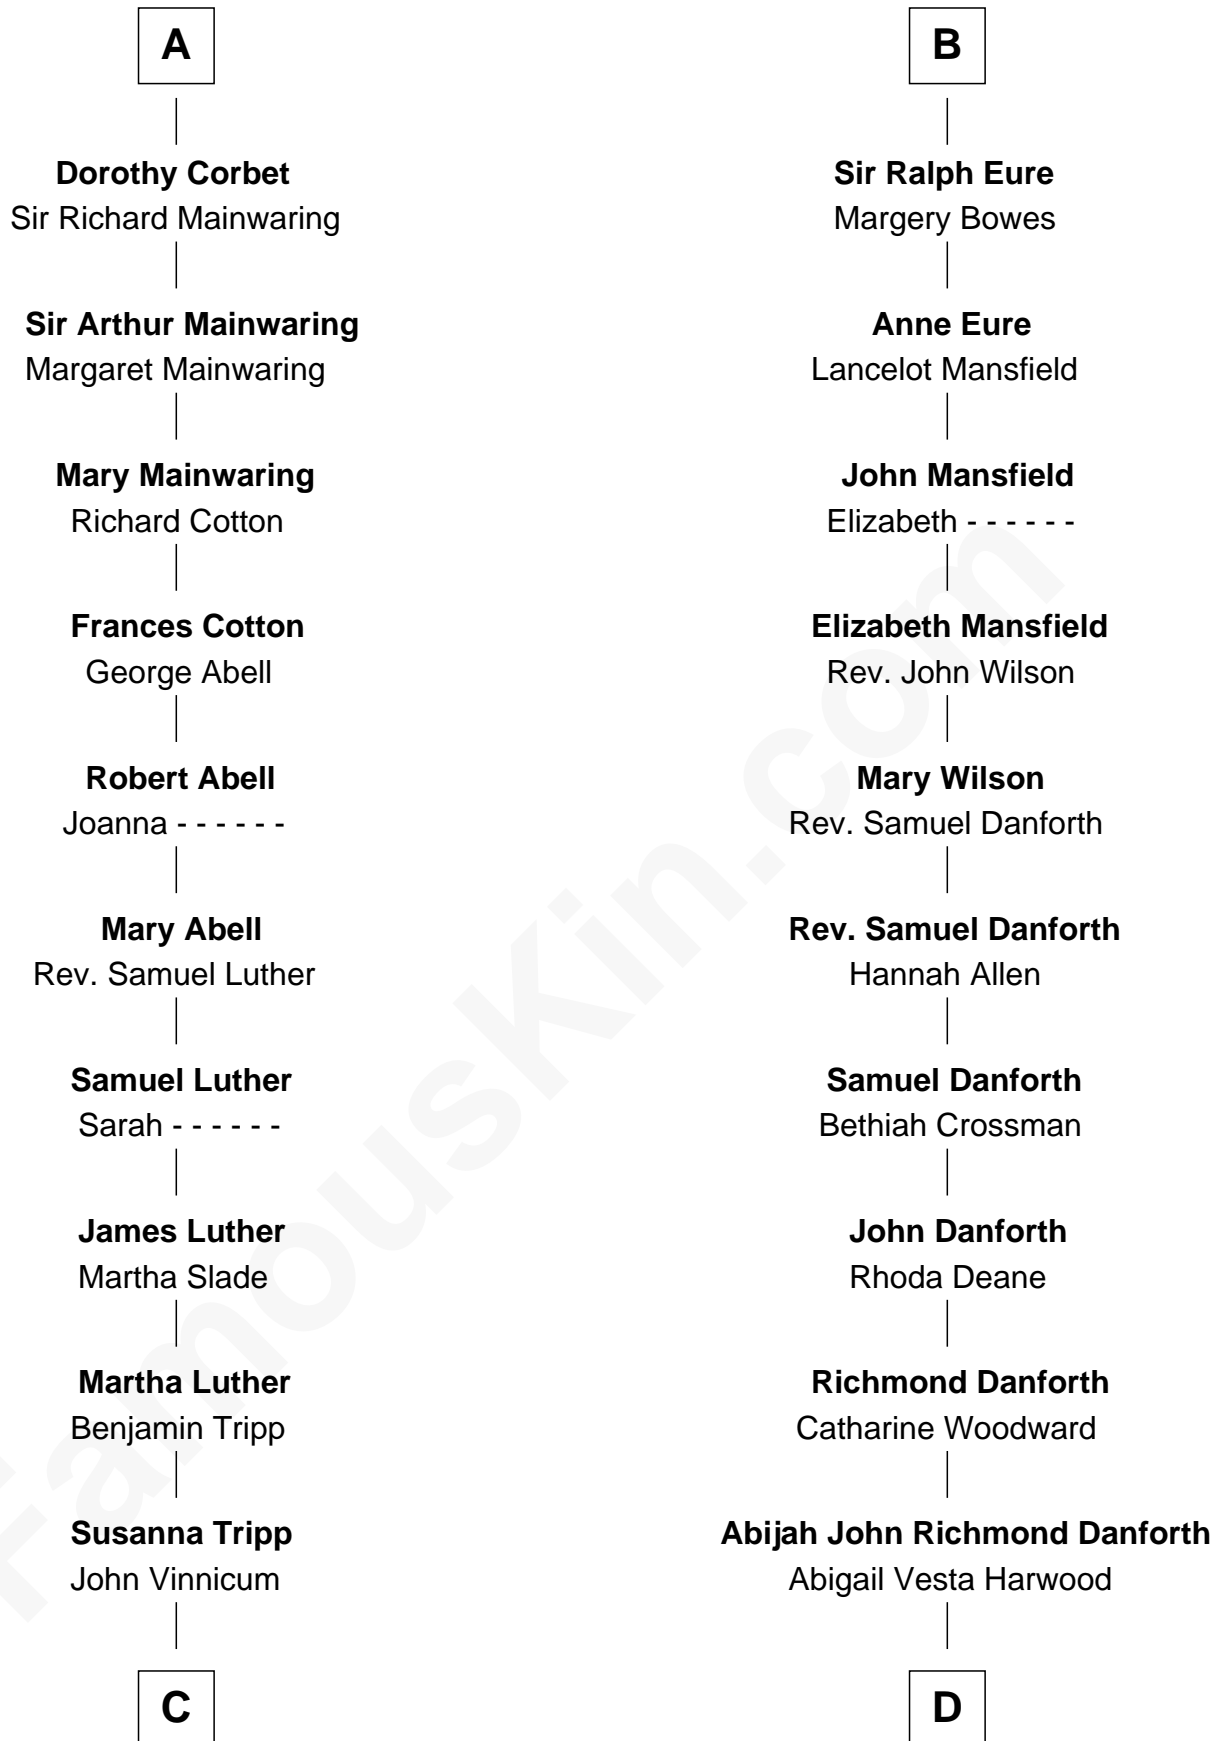 A
Dorothy Corbet
Sir Richard Mainwaring
Sir Arthur Mainwaring
Margaret Mainwaring
Mary Mainwaring
Richard Cotton
Frances Cotton
George Abell
Robert Abell
Joanna - - - - - -
Mary Abell
Rev. Samuel Luther
Samuel Luther
Sarah - - - - - -
James Luther
Martha Slade
Martha Luther
Benjamin Tripp
Susanna Tripp
John Vinnicum
C
B
Sir Ralph Eure
Margery Bowes
Anne Eure
Lancelot Mansfield
John Mansfield
Elizabeth - - - - - -
Elizabeth Mansfield
Rev. John Wilson
Mary Wilson
Rev. Samuel Danforth
Rev. Samuel Danforth
Hannah Allen
Samuel Danforth
Bethiah Crossman
John Danforth
Rhoda Deane
Richmond Danforth
Catharine Woodward
Abijah John Richmond Danforth
Abigail Vesta Harwood
D
FamousKin.com